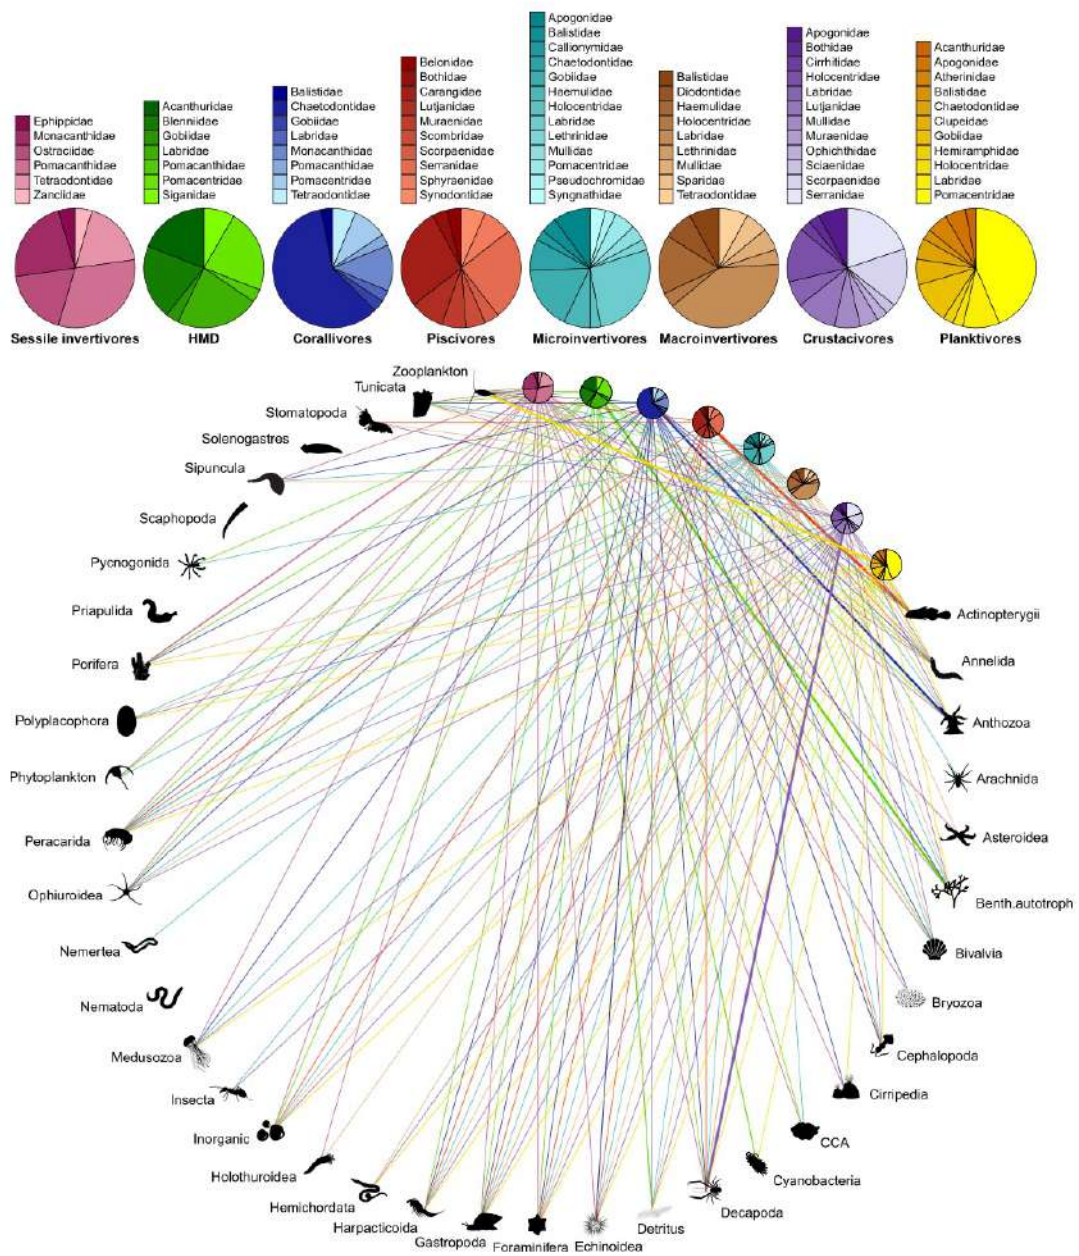 Ephippidae
Monacanthidae
Ostraciidae
Pomacanthidae
Tetraodontidae
Zanclidae
Sessile invertivores
Acanthuridae
Blenniidae
Gobiidae
Labridae
Pomacanthidae
Pomacentridae
Siganidae
HMD
Balistidae
Chaetodontidae
Gobiidae
Labridae
Monacanthidae
Pomacentridae
Tetraodontidae
Corallivores
Belonidae
Bothidae
Carangidae
Lutjanidae
Muraenidae
Scombridae
Scorpaenidae
Serranidae
Sphyraenidae
Synodontidae
Piscivores
Apogonidae
Balistidae
Callionymidae
Chaetodontidae
Gobiidae
Haemulidae
Holocentridae
Labridae
Lethrinidae
Mullidae
Pomacentridae
Pseudochromidae
Syngnathidae
Microinvertivores
Balistidae
Diodontidae
Haemulidae
Holocentridae
Labridae
Lethrinidae
Mullidae
Sparidae
Tetraodontidae
Macroinvertivores
Apogonidae
Bothidae
Cirrhitidae
Holocentridae
Labridae
Lutjanidae
Mullidae
Muraenidae
Ophichthidae
Sciaenidae
Scorpaenidae
Serranidae
Crustacivores
Acanthuridae
Apogonidae
Atherinidae
Balistidae
Chaetodontidae
Clupeidae
Gobiidae
Hemiramphidae
Holocentridae
Labridae
Pomacentridae
Planktivores
Zooplankton
Tunicata
Stomatopoda
Solenogastres
Sipuncula
Scaphopoda
Pycnogonida
Priapulida
Porifera
Polyplacophora
Phytoplankton
Peracarida
Ophiuroidea
Nemertea
Nematoda
Medusozoa
Insecta
Inorganic
Holothuroidea
Hemichordata
Harpacticoida
Gastropoda
Foraminifera
Echinoidea
Detritus
Decapoda
Cyanobacteria
CCA
Cirripedia
Cephalopoda
Bryozoa
Bivalvia
Benth.autotroph
Asteroidea
Arachnida
Anthozoa
Annelida
Actinopterygii